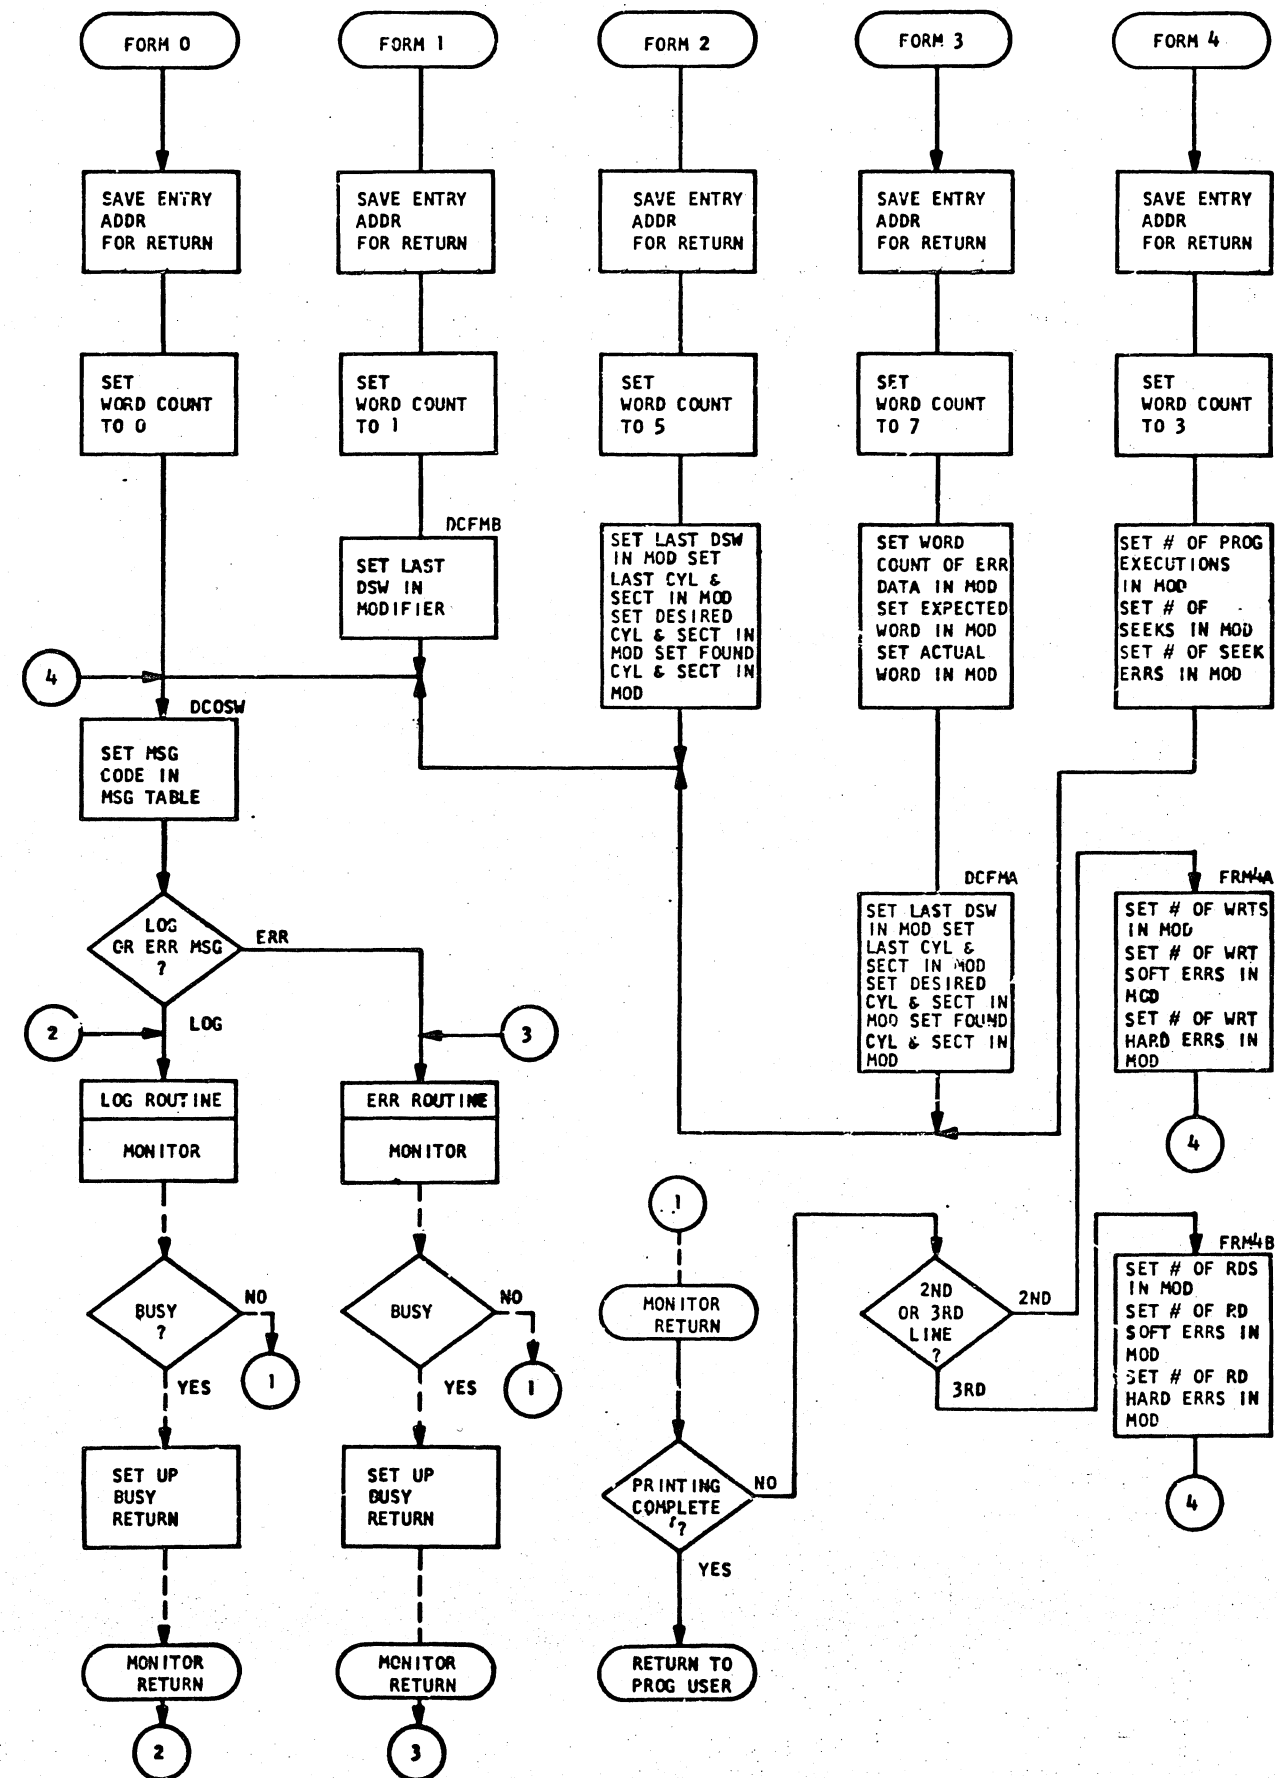 FORM 0
FORM 1
FORM 2
FORM 3
FORM 4
SAVE ENTRY
ADDR
FOR RETURN
SAVE ENTRY
ADDR
FOR RETURN
SAVE ENTRY
ADDR
FOR RETURN
SAVE ENTRY
ADDR
FOR RETURN
SAVE ENTRY
ADDR
FOR RETURN
SET
WORD COUNT
TO 0
SET
WORD COUNT
TO 1
SET
WORD COUNT
TO 5
SET
WORD COUNT
TO 7
SET
WORD COUNT
TO 3
DCFMB
SET LAST
DSW IN
MODIFIER
SET LAST DSW
IN MOD SET
LAST CYL &
SECT IN MOD
SET DESIRED
CYL & SECT IN
MOD SET FOUND
CYL & SECT IN
MOD
SET WORD
COUNT OF ERR
DATA IN MOD
SET EXPECTED
WORD IN MOD
SET ACTUAL
WORD IN MOD
SET # OF PROG
EXECUTIONS
IN MOD
SET # OF
SEEKS IN MOD
SET # OF SEEK
ERRS IN MOD
4
DCOSW
SET MSG
CODE IN
MSG TABLE
LOG
OR ERR MSG
?
ERR
LOG
2
3
DCFMA
SET LAST DSW
IN MOD SET
LAST CYL &
SECT IN MOD
SET DESIRED
CYL & SECT IN
MOD SET FOUND
CYL & SECT IN
MOD
FRM4A
SET # OF WRTS
IN MOD
SET # OF WRT
SOFT ERRS IN
MOD
SET # OF WRT
HARD ERRS IN
MOD
4
LOG ROUTINE
MONITOR
ERR ROUTINE
MONITOR
BUSY
?
NO
1
YES
BUSY
NO
1
YES
1
MONITOR
RETURN
2ND
OR 3RD
LINE
?
2ND
3RD
FRM4B
SET # OF RDS
IN MOD
SET # OF RD
SOFT ERRS IN
MOD
SET # OF RD
HARD ERRS IN
MOD
4
SET UP
BUSY
RETURN
SET UP
BUSY
RETURN
PRINTING
COMPLETE
?
NO
YES
MONITOR
RETURN
2
MONITOR
RETURN
3
RETURN TO
PROG USER